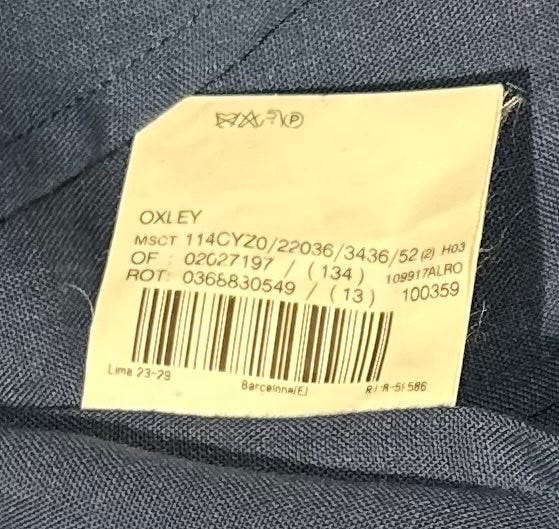 OXLEY
MSCT 114CYZ0/22036/3436/52 (2) H03
OF : 02027197 / (134) 109917ALRO
ROT: 0368830549 / (13) 100359
Lime 23-29 Barcelona(E)
P